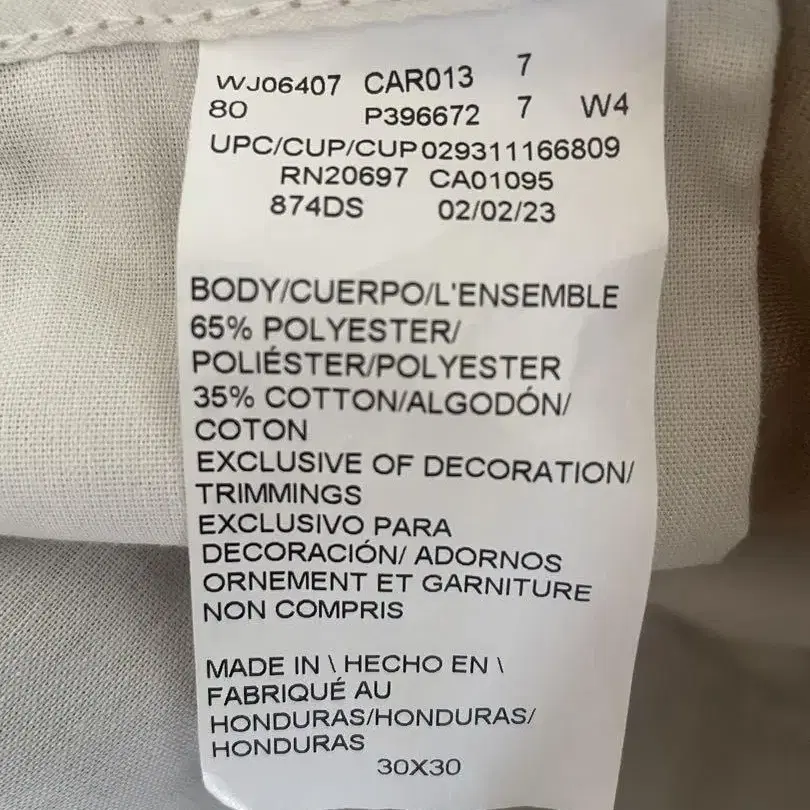 WJ06407 CAR013 7
80 P396672 7 W4
UPC/CUP/CUP029311166809
RN20697 CA01095
874DS 02/02/23
BODY/CUERPO/L'ENSEMBLE
65% POLYESTER/
POLIÉSTER/POLYESTER
35% COTTON/ALGODÓN/
COTON
EXCLUSIVE OF DECORATION/
TRIMMINGS
EXCLUSIVO PARA
DECORACIÓN/ ADORNOS
ORNEMENT ET GARNITURE
NON COMPRIS
MADE IN \ HECHO EN \
FABRIQUÉ AU
HONDURAS/HONDURAS/
HONDURAS
30X30